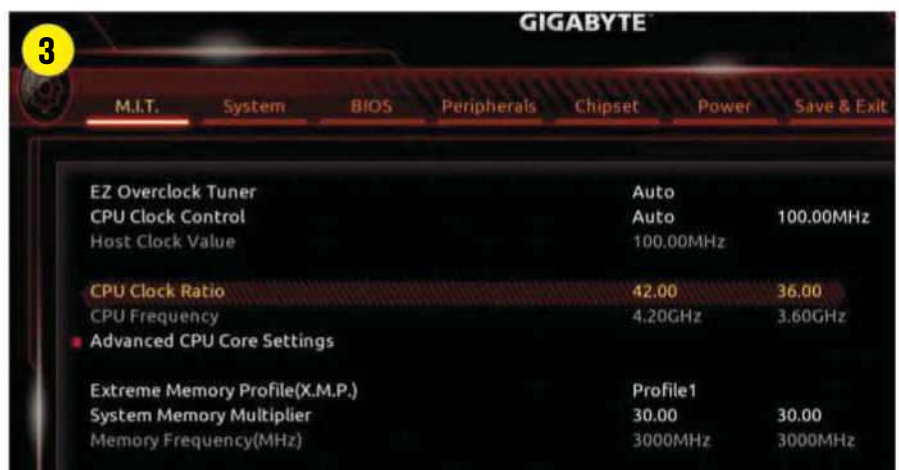 GIGABYTE
3
M.I.T. System BIOS Peripherals Chipset Power Save & Exit
EZ Overclock Tuner Auto
CPU Clock Control Auto 100.00MHz
Host Clock Value 100.00MHz
CPU Clock Ratio 42.00 36.00
CPU Frequency 4.20GHz 3.60GHz
Advanced CPU Core Settings
Extreme Memory Profile(X.M.P.) Profile1
System Memory Multiplier 30.00 30.00
Memory Frequency(MHz) 3000MHz 3000MHz